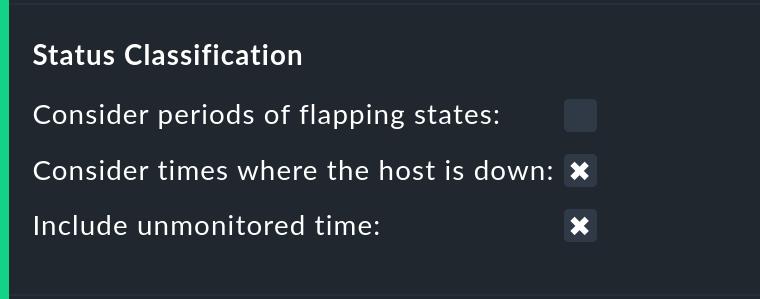 Status Classification
Consider periods of flapping states:
Consider times where the host is down:
Include unmonitored time: